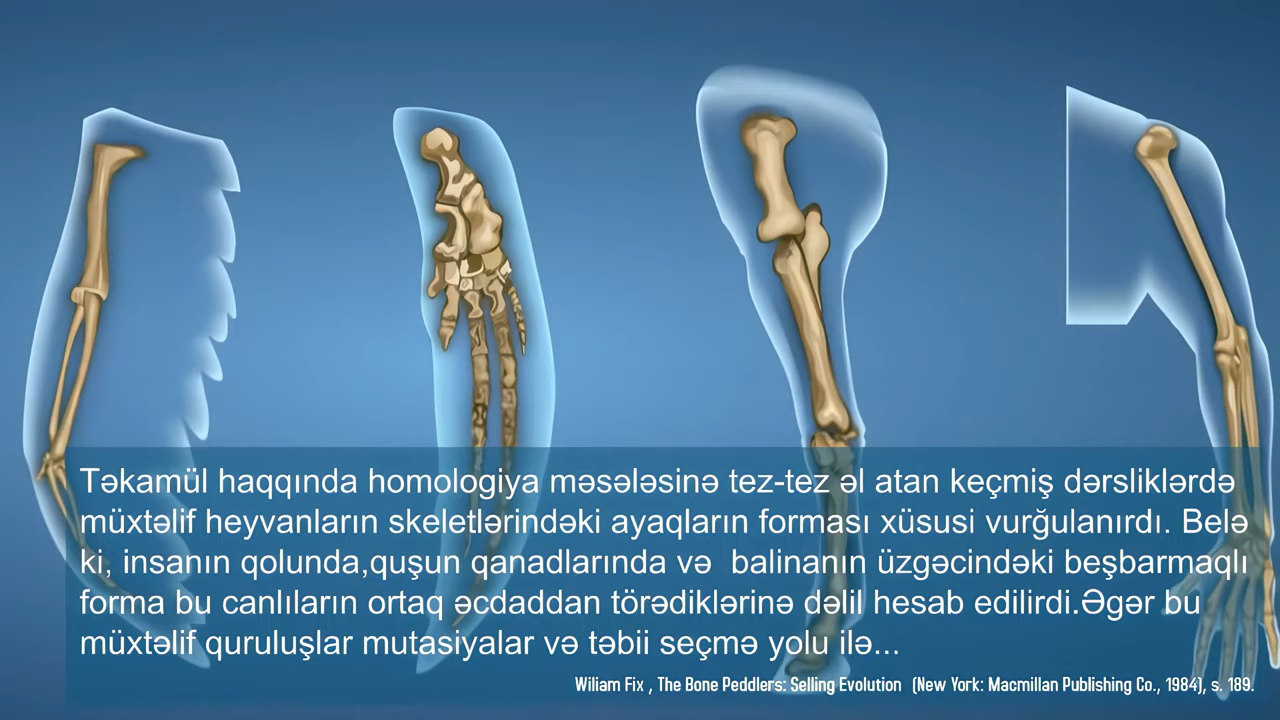 Təkamül haqqında homologiya məsələsinə tez-tez əl atan keçmiş dərsliklərdə
müxtəlif heyvanların skeletlərindəki ayaqların forması xüsusi vurğulanırdı. Belə
ki, insanın qolunda,quşun qanadlarında və balinanın üzgəcindəki beşbarmaqlı
forma bu canlıların ortaq əcdaddan törədiklərinə dəlil hesab edilirdi.Əgər bu
müxtəlif quruluşlar mutasiyalar və təbii seçmə yolu ilə...
Wiliam Fix , The Bone Peddlers: Selling Evolution (New York: Macmillan Publishing Co., 1984), s. 189.